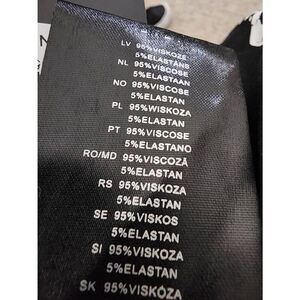 LV 95%VISKOZE
5%ELASTĀNS
NL 95%VISCOSE
5%ELASTAAN
NO 95%VISCOSE
5%ELASTAN
PL 95%WISKOZA
5%ELASTAN
PT 95%VISCOSE
5%ELASTANO
RO/MD 95%VISCOZĂ
5%ELASTAN
RS 95%VISKOZA
5%ELASTAN
SE 95%VISKOS
5%ELASTAN
SI 95%VISKOZA
5%ELASTAN
SK 95%VISKÓZA